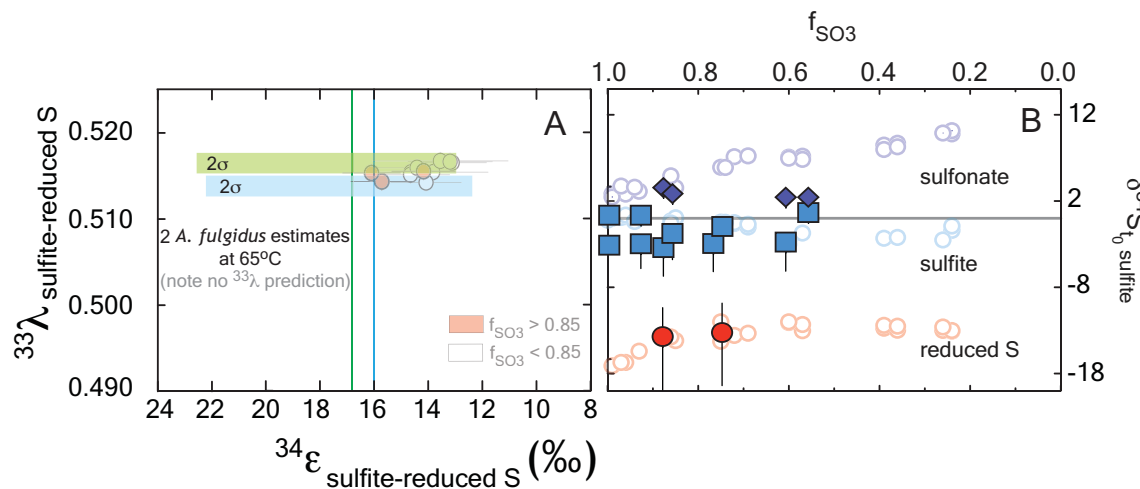 f_SO3
1.0 0.8 0.6 0.4 0.2 0.0
A
B
0.520
0.510
0.500
0.490
2σ
2σ
2 A. fulgidus estimates
at 65ºC
(note no ³³λ prediction)
f_SO3 > 0.85
f_SO3 < 0.85
³³λ sulfite-reduced S
24 22 20 18 16 14 12 10 8
³⁴ε sulfite-reduced S (‰)
sulfonate
sulfite
reduced S
12
2
-8
-18
S_t0 sulfite